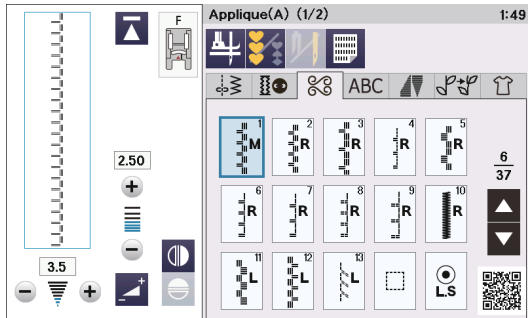 F
2.50
3.5
Applique(A) (1/2) 1:49
ABC
1 M 2 R 3 R 4 R 5 R
6 R 7 R 8 R 9 R 10 R
11 L 12 L 13 L L.S
6
37